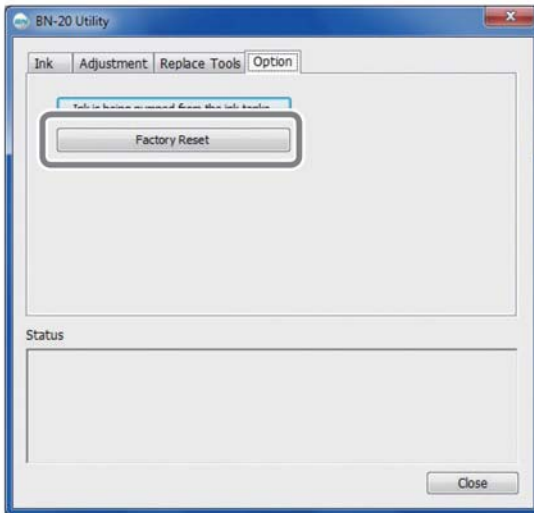 BN-20 Utility
Ink Adjustment Replace Tools Option
Ink is being pumped from the ink tanks
Factory Reset
Status
Close